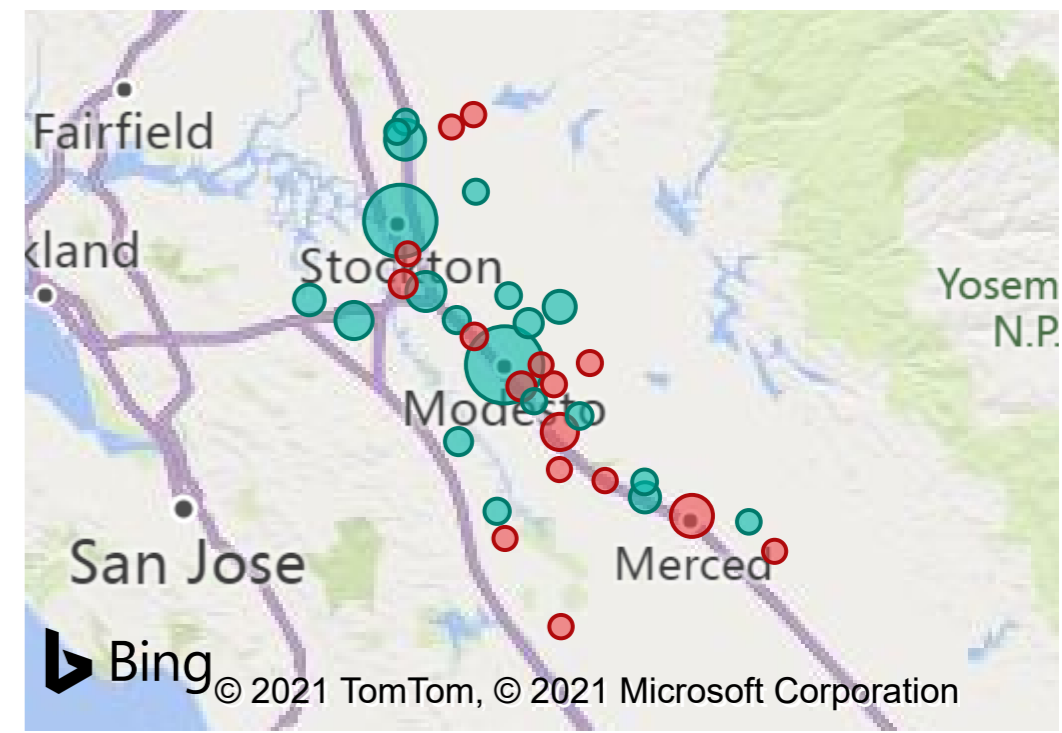 Fairfield
kland
Stockton
Yosem
N.P.
Modesto
San Jose
Merced
Bing
© 2021 TomTom, © 2021 Microsoft Corporation